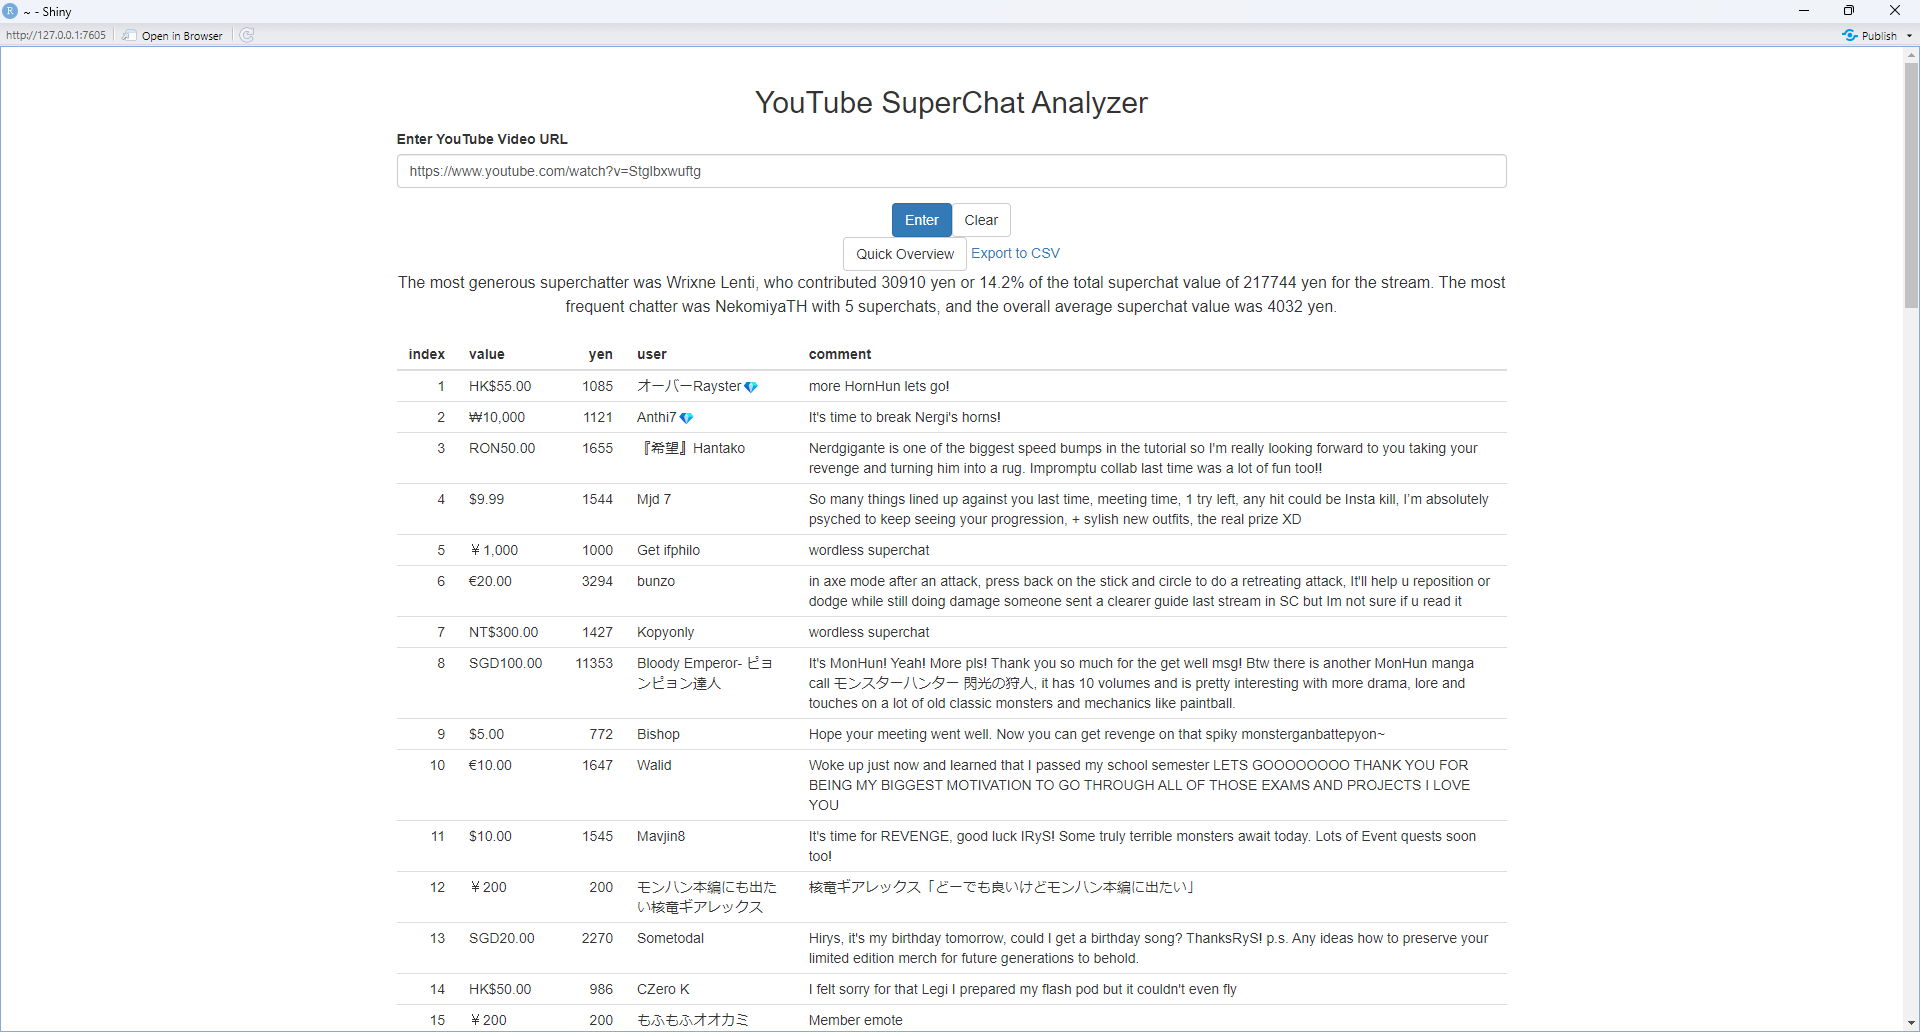 ~ - Shiny
http://127.0.0.1:7605 Open in Browser Publish
YouTube SuperChat Analyzer
Enter YouTube Video URL
https://www.youtube.com/watch?v=Stglbxwuftg
Enter Clear
Quick Overview Export to CSV
The most generous superchatter was Wrixne Lenti, who contributed 30910 yen or 14.2% of the total superchat value of 217744 yen for the stream. The most
frequent chatter was NekomiyaTH with 5 superchats, and the overall average superchat value was 4032 yen.
index value yen user comment
1 HK$55.00 1085 オーバーRayster💎 more HornHun lets go!
2 ₩10,000 1121 Anthi7💎 It's time to break Nergi's horns!
3 RON50.00 1655 『希望』Hantako Nerdgigante is one of the biggest speed bumps in the tutorial so I'm really looking forward to you taking your
revenge and turning him into a rug. Impromptu collab last time was a lot of fun too!!
4 $9.99 1544 Mjd 7 So many things lined up against you last time, meeting time, 1 try left, any hit could be Insta kill, I'm absolutely
psyched to keep seeing your progression, + sylish new outfits, the real prize XD
5 ￥1,000 1000 Get ifphilo wordless superchat
6 €20.00 3294 bunzo in axe mode after an attack, press back on the stick and circle to do a retreating attack, It'll help u reposition or
dodge while still doing damage someone sent a clearer guide last stream in SC but Im not sure if u read it
7 NT$300.00 1427 Kopyonly wordless superchat
8 SGD100.00 11353 Bloody Emperor- ピョ It's MonHun! Yeah! More pls! Thank you so much for the get well msg! Btw there is another MonHun manga
ンピョン達人 call モンスターハンター 閃光の狩人, it has 10 volumes and is pretty interesting with more drama, lore and
touches on a lot of old classic monsters and mechanics like paintball.
9 $5.00 772 Bishop Hope your meeting went well. Now you can get revenge on that spiky monsterganbattepyon~
10 €10.00 1647 Walid Woke up just now and learned that I passed my school semester LETS GOOOOOOOO THANK YOU FOR
BEING MY BIGGEST MOTIVATION TO GO THROUGH ALL OF THOSE EXAMS AND PROJECTS I LOVE
YOU
11 $10.00 1545 Mavjin8 It's time for REVENGE, good luck IRyS! Some truly terrible monsters await today. Lots of Event quests soon
too!
12 ￥200 200 モンハン本編にも出た 核竜ギアレックス「どーでも良いけどモンハン本編に出たい」
い核竜ギアレックス
13 SGD20.00 2270 Sometodal Hirys, it's my birthday tomorrow, could I get a birthday song? ThanksRyS! p.s. Any ideas how to preserve your
limited edition merch for future generations to behold.
14 HK$50.00 986 CZero K I felt sorry for that Legi I prepared my flash pod but it couldn't even fly
15 ￥200 200 もふもふオオカミ Member emote